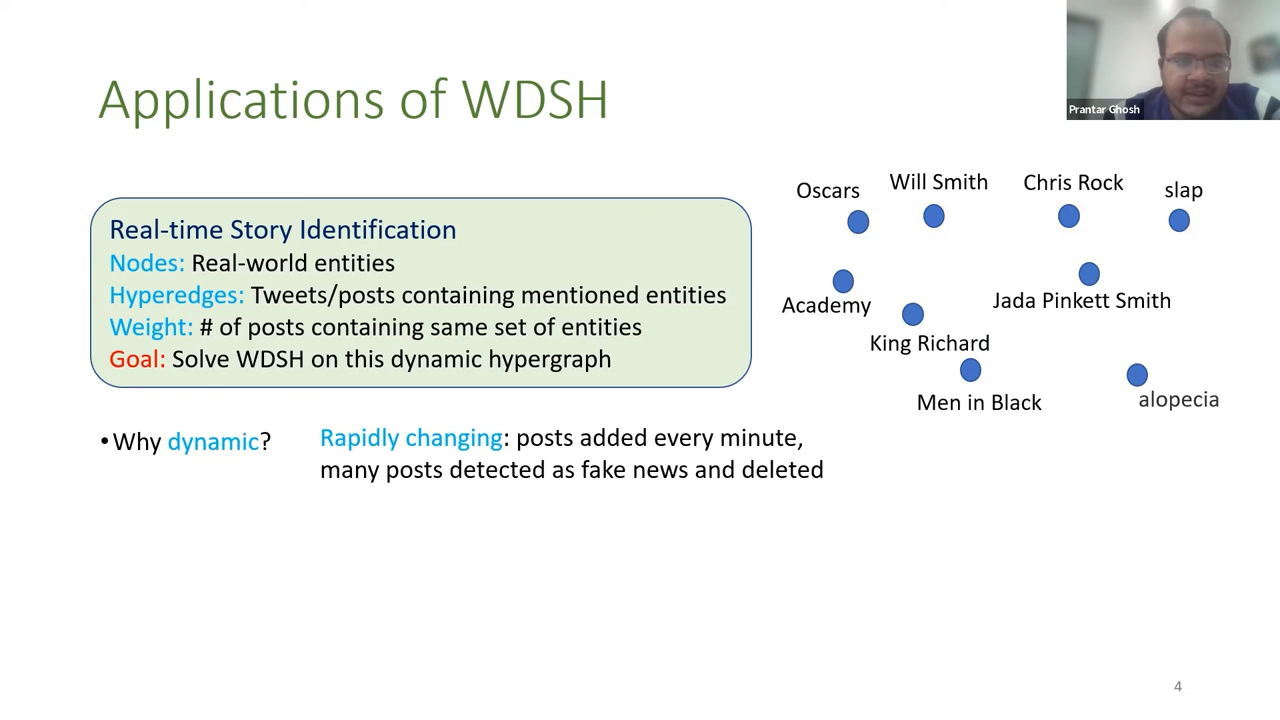 Applications of WDSH
Prantar Ghosh
Real-time Story Identification
Nodes: Real-world entities
Hyperedges: Tweets/posts containing mentioned entities
Weight: # of posts containing same set of entities
Goal: Solve WDSH on this dynamic hypergraph
Oscars
Will Smith
Chris Rock
slap
Academy
Jada Pinkett Smith
King Richard
Men in Black
alopecia
•Why dynamic?
Rapidly changing: posts added every minute,
many posts detected as fake news and deleted
4